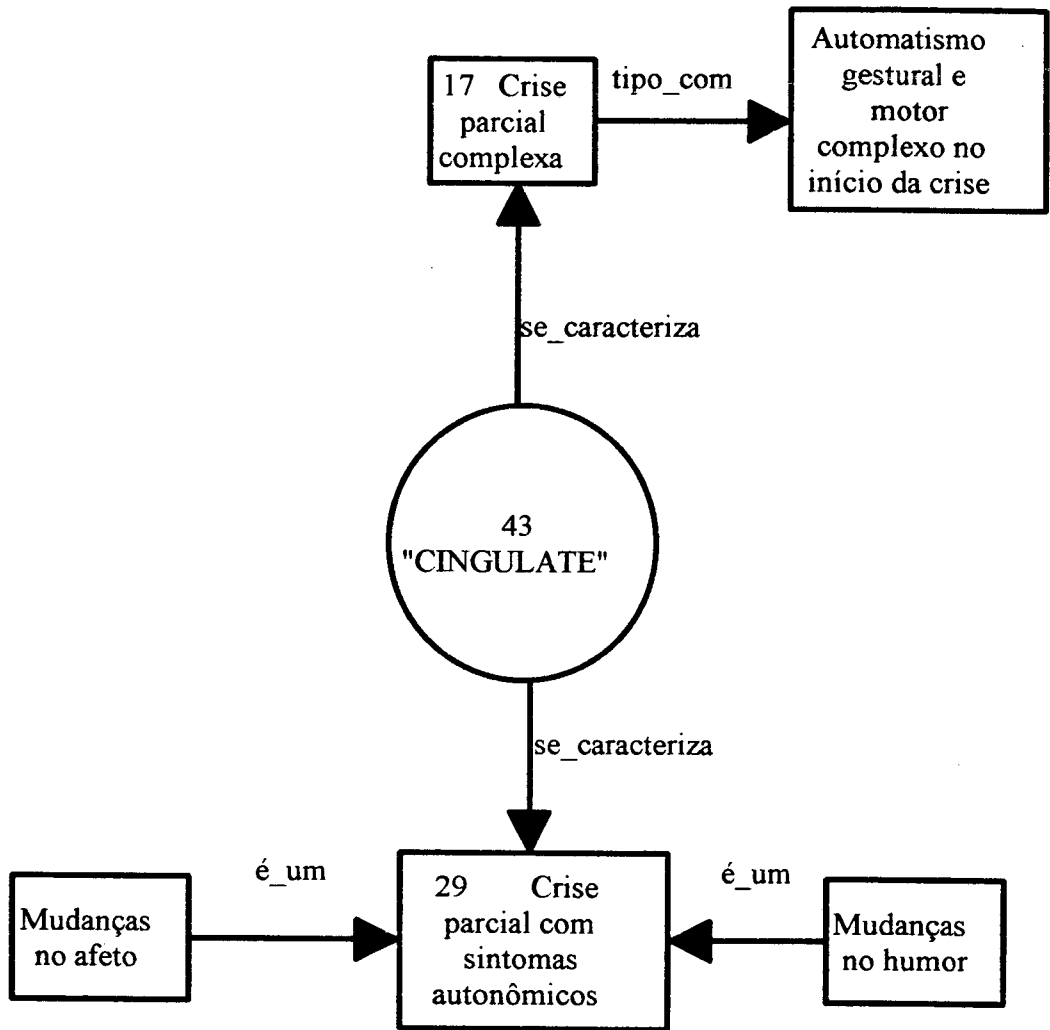 Automatismo
gestural e
motor
complexo no
início da crise
tipo_com
17 Crise
parcial
complexa
se_caracteriza
43
"CINGULATE"
se_caracteriza
é_um
é_um
Mudanças
no afeto
29 Crise
parcial com
sintomas
autonômicos
Mudanças
no humor